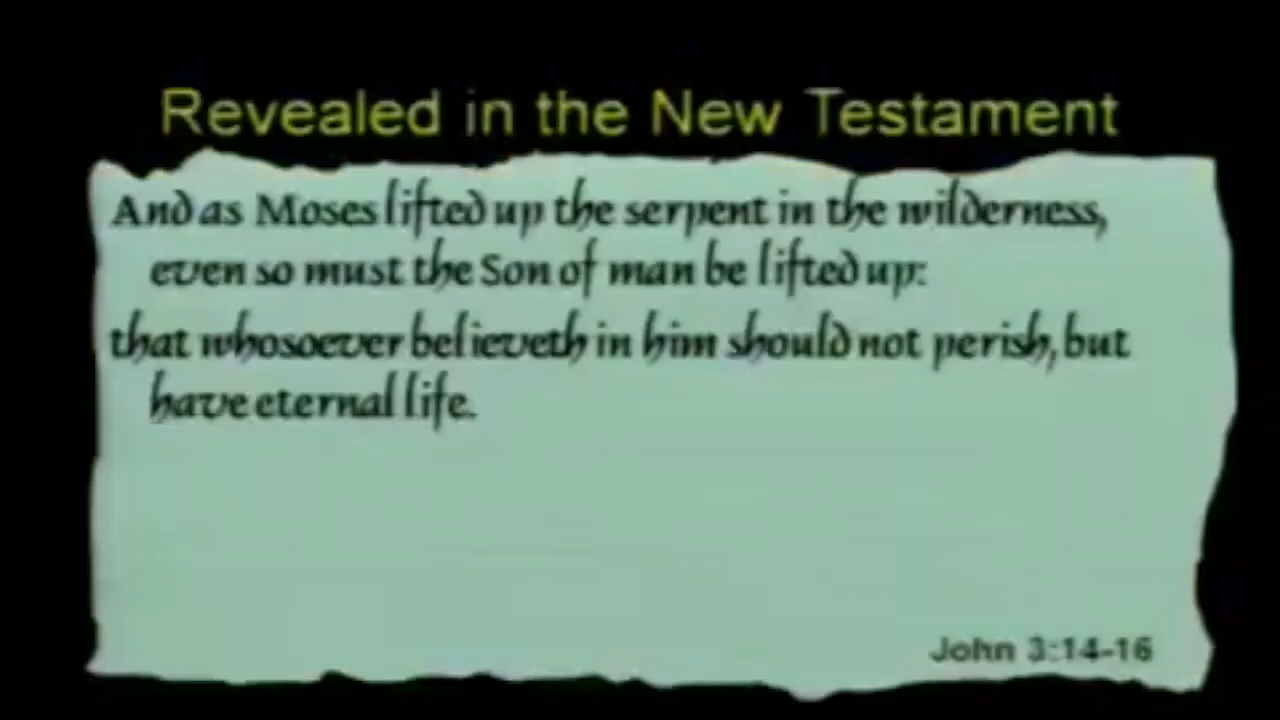 Revealed in the New Testament
And as Moses lifted up the serpent in the wilderness,
even so must the Son of man be lifted up:
that whosoever believeth in him should not perish, but
have eternal life.
John 3:14-16